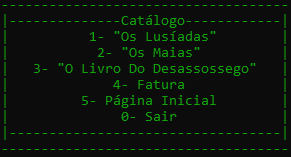 Catálogo
1- "Os Lusíadas"
2- "Os Maias"
3- "O Livro Do Desassossego"
4- Fatura
5- Página Inicial
0- Sair